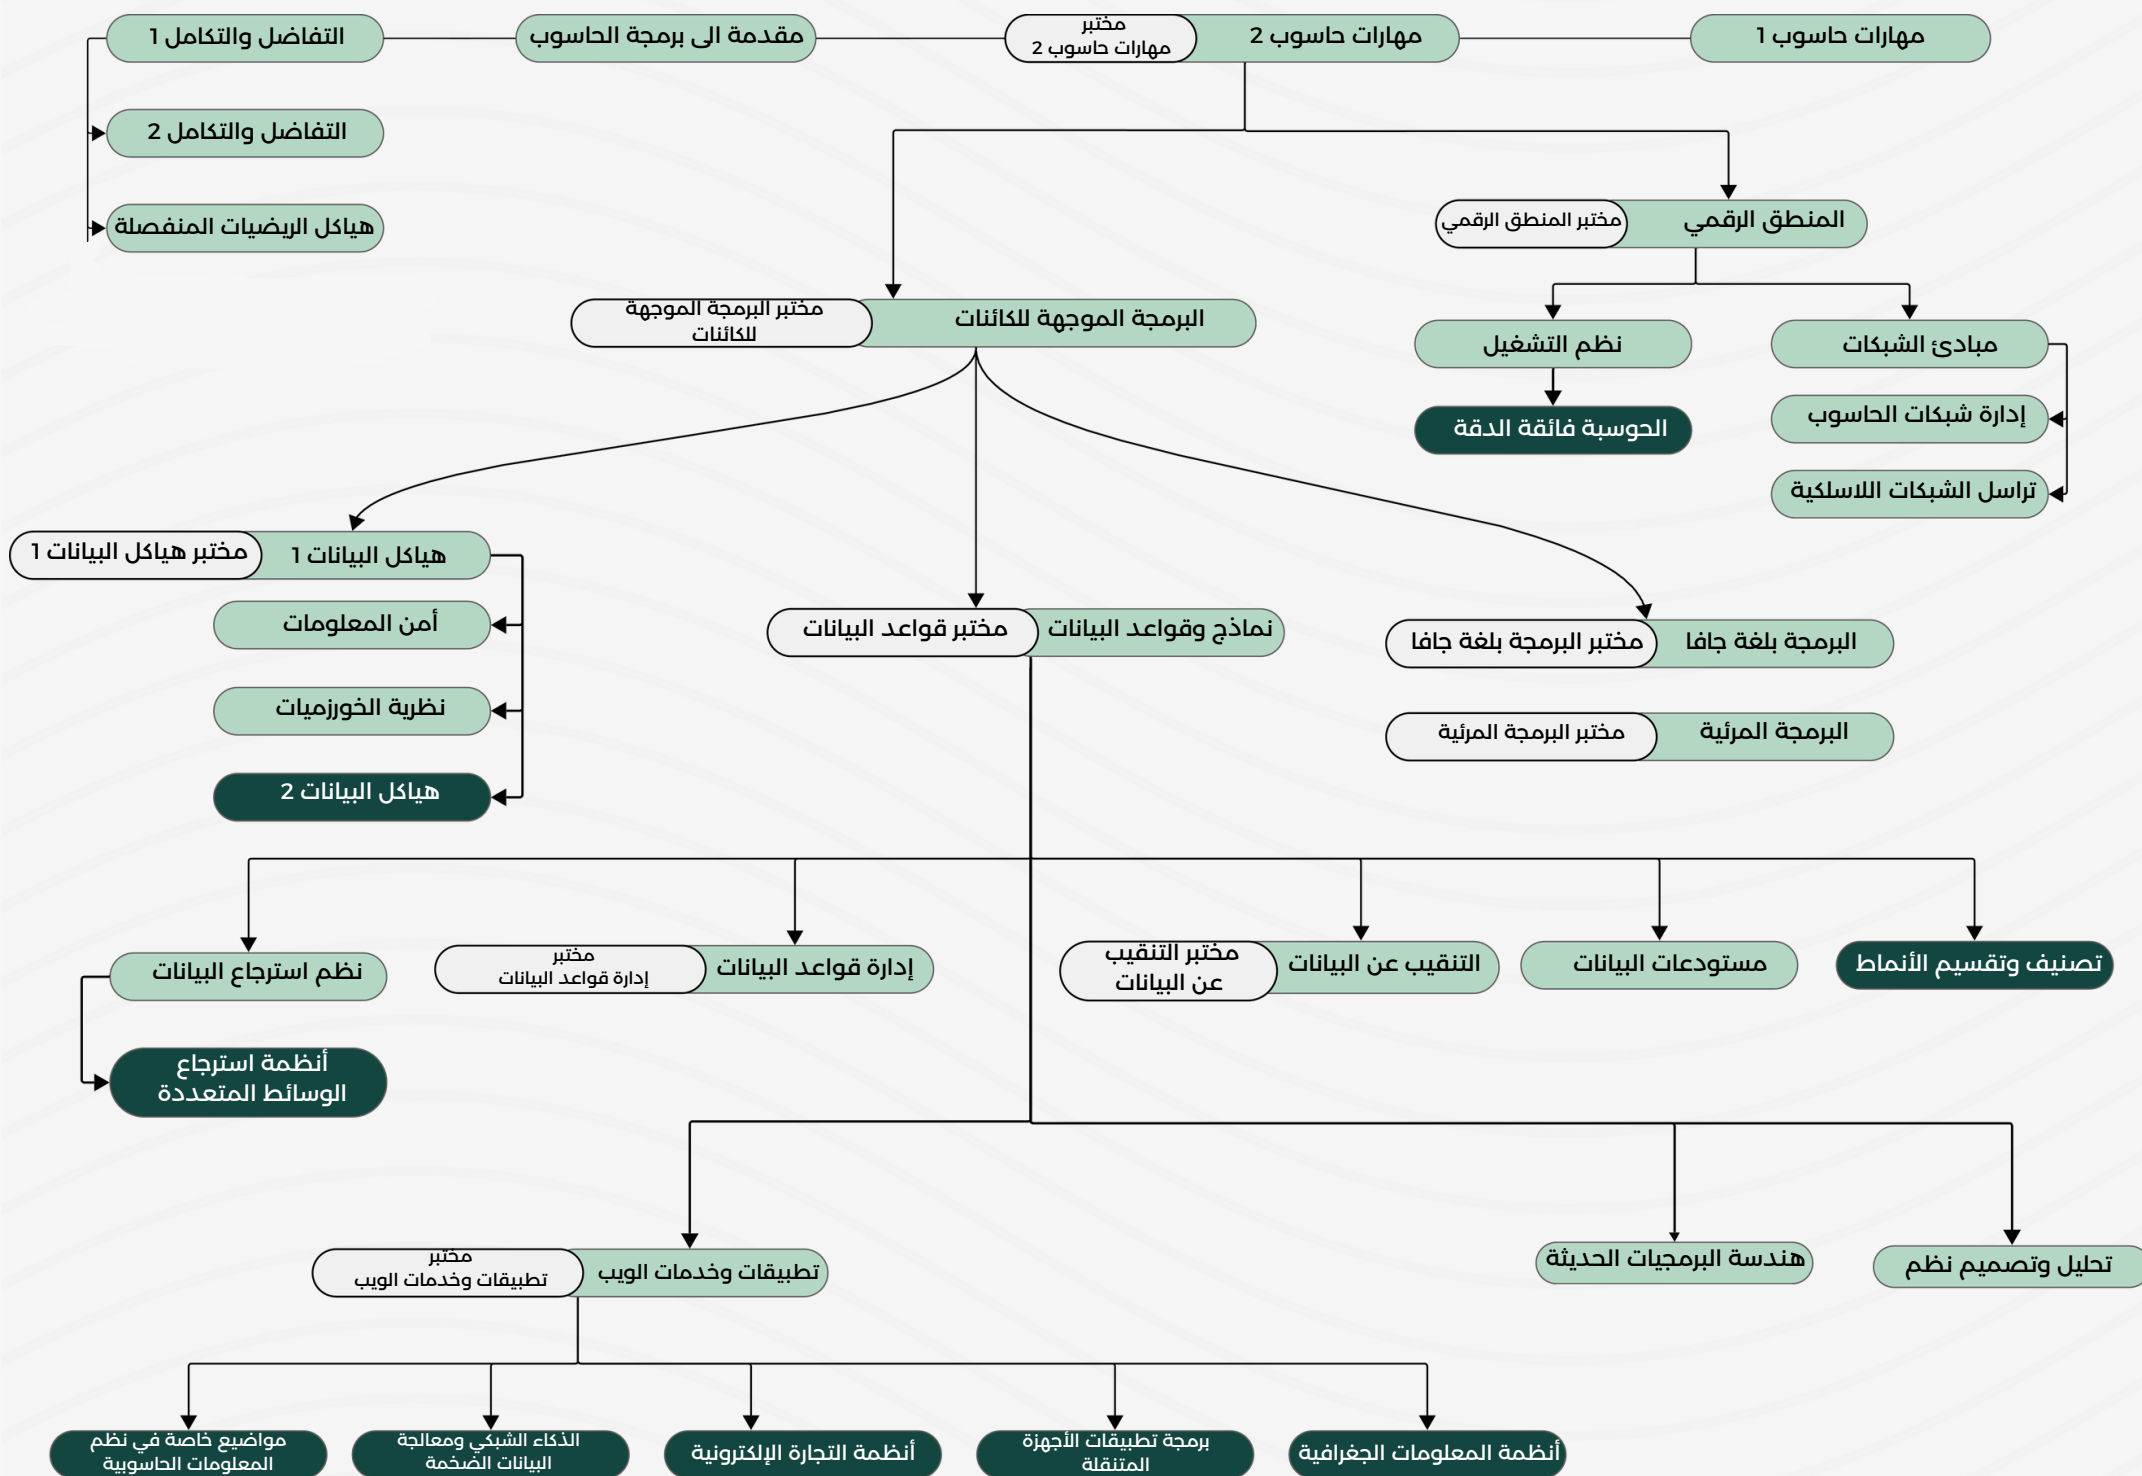 مهارات حاسوب 1
مهارات حاسوب 2
مختبر
مهارات حاسوب 2
مقدمة الى برمجة الحاسوب
التفاضل والتكامل 1
التفاضل والتكامل 2
هياكل الريضيات المنفصلة
المنطق الرقمي
مختبر المنطق الرقمي
البرمجة الموجهة للكائنات
مختبر البرمجة الموجهة
للكائنات
مبادئ الشبكات
نظم التشغيل
إدارة شبكات الحاسوب
الحوسبة فائقة الدقة
تراسل الشبكات اللاسلكية
هياكل البيانات 1
مختبر هياكل البيانات 1
أمن المعلومات
نظرية الخورزميات
هياكل البيانات 2
نماذج وقواعد البيانات
مختبر قواعد البيانات
البرمجة بلغة جافا
مختبر البرمجة بلغة جافا
البرمجة المرئية
مختبر البرمجة المرئية
تصنيف وتقسيم الأنماط
مستودعات البيانات
التنقيب عن البيانات
مختبر التنقيب
عن البيانات
إدارة قواعد البيانات
مختبر
إدارة قواعد البيانات
نظم استرجاع البيانات
أنظمة استرجاع
الوسائط المتعددة
تحليل وتصميم نظم
هندسة البرمجيات الحديثة
تطبيقات وخدمات الويب
مختبر
تطبيقات وخدمات الويب
أنظمة المعلومات الجغرافية
برمجة تطبيقات الأجهزة
المتنقلة
أنظمة التجارة الإلكترونية
الذكاء الشبكي ومعالجة
البيانات الضخمة
مواضيع خاصة في نظم
المعلومات الحاسوبية